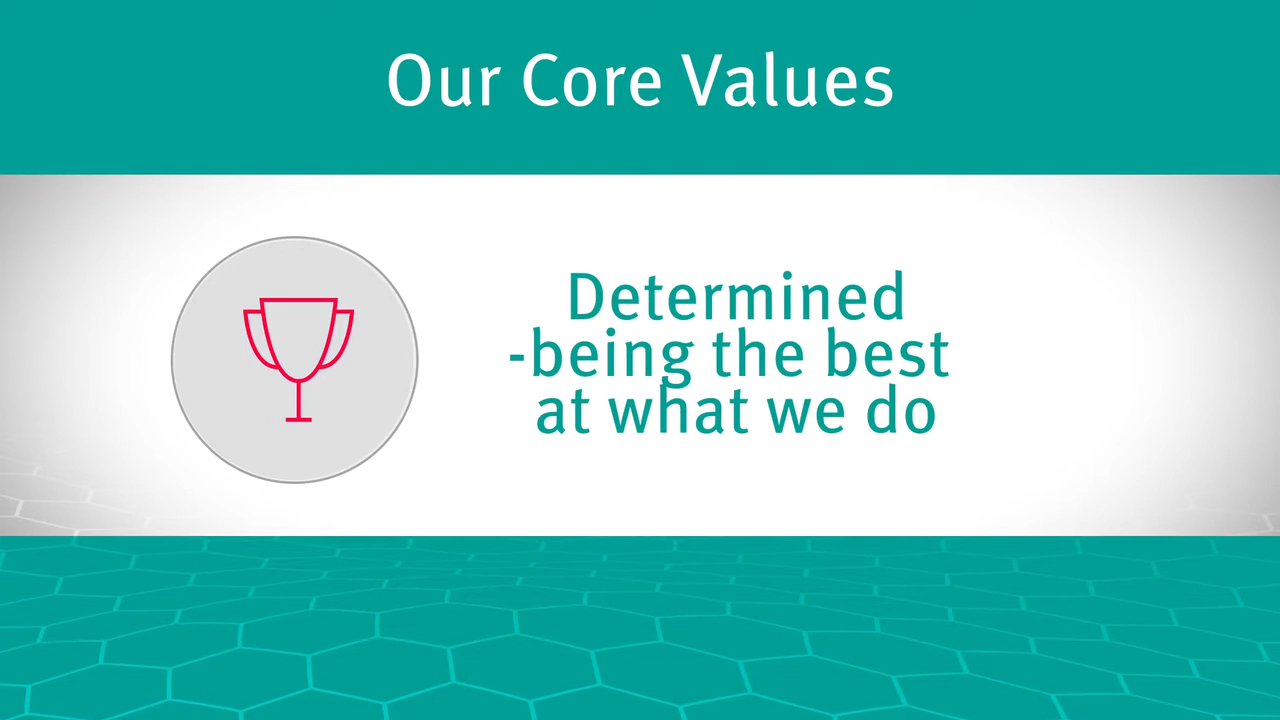 Our Core Values
Determined
-being the best
at what we do